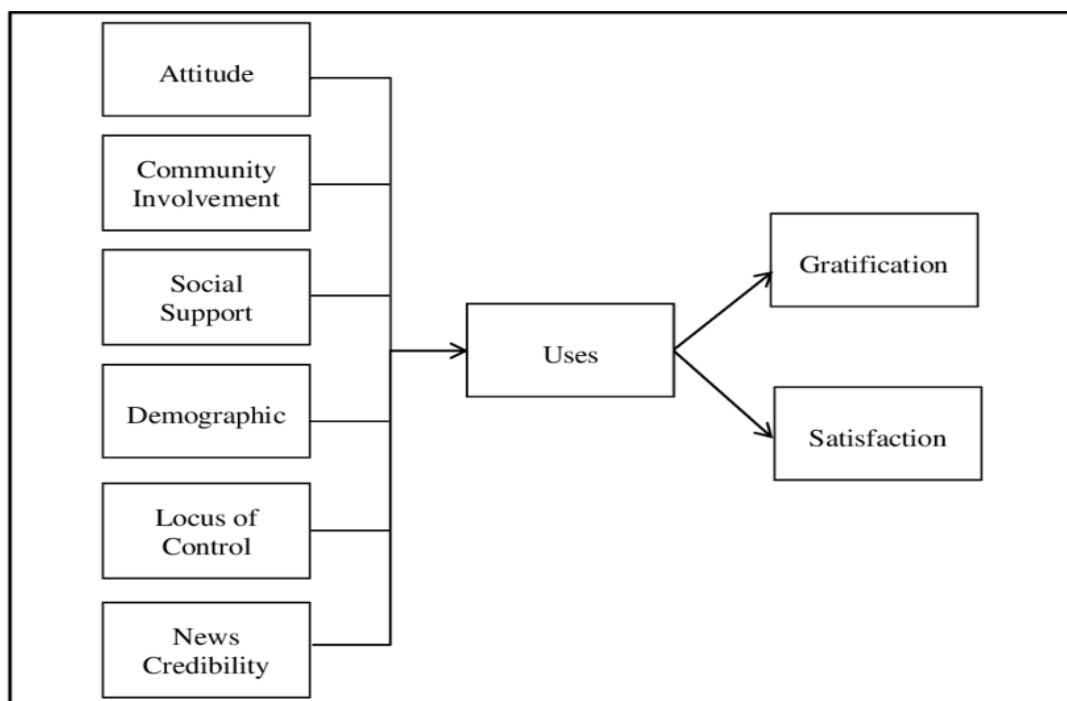 Attitude
Community
Involvement
Social
Support
Demographic
Locus of
Control
News
Credibility
Uses
Gratification
Satisfaction